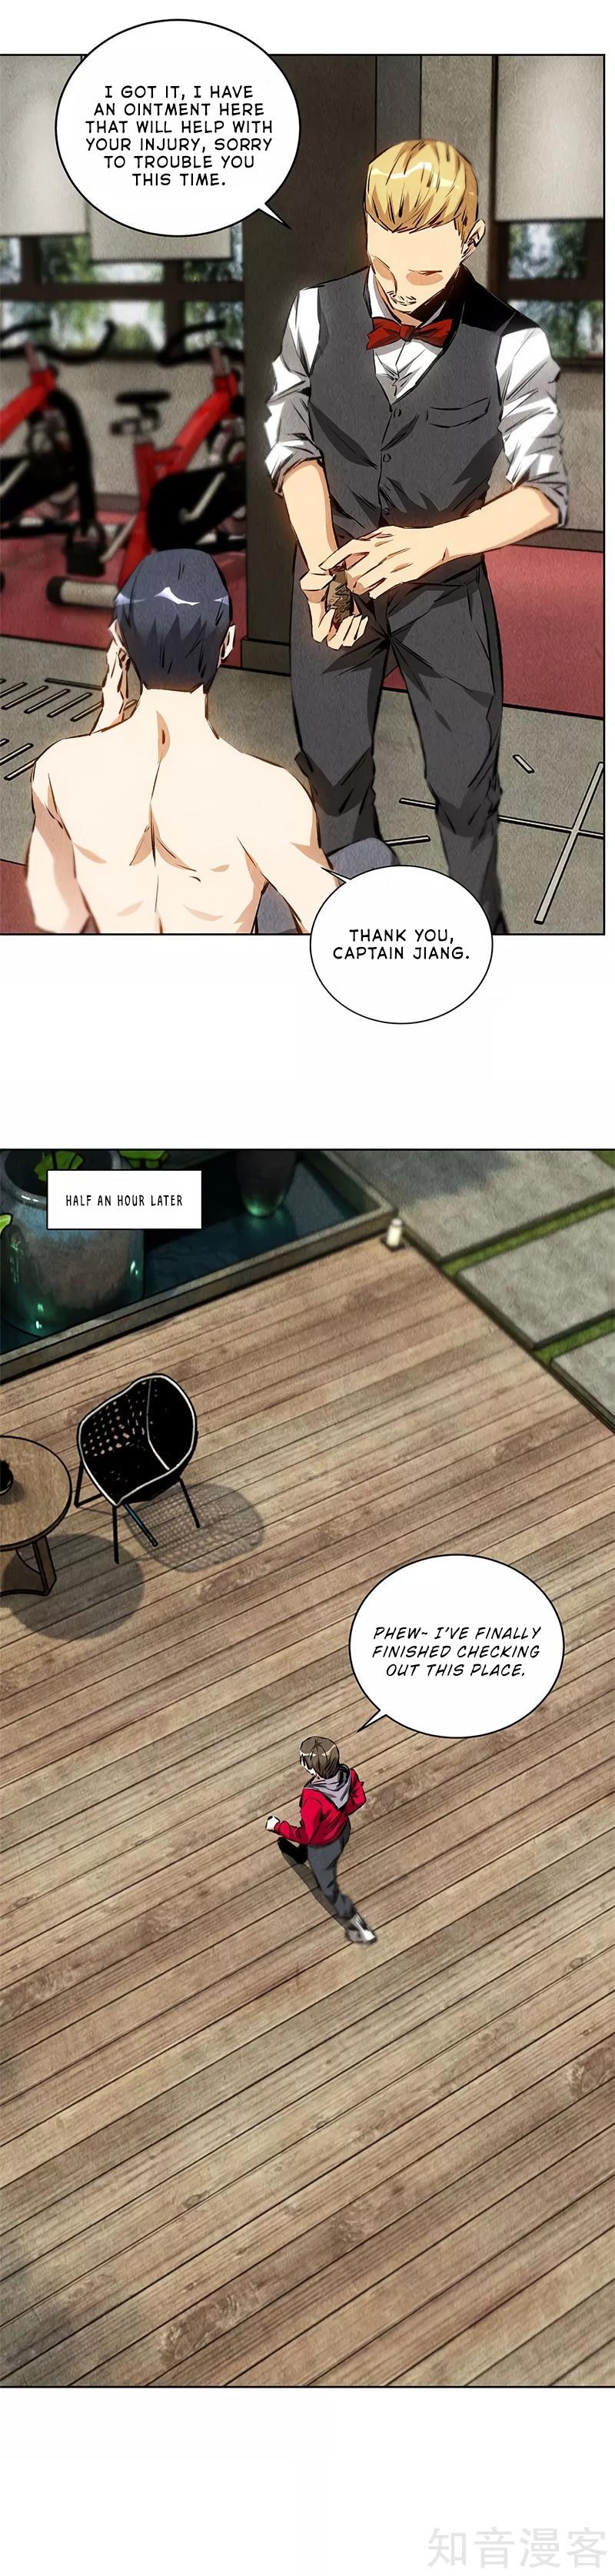 I GOT IT, I HAVE
AN OINTMENT HERE
THAT WILL HELP WITH
YOUR INJURY, SORRY
TO TROUBLE YOU
THIS TIME.
THANK YOU,
CAPTAIN JIANG.
HALF AN HOUR LATER
PHEW~ I'VE FINALLY
FINISHED CHECKING
OUT THIS PLACE.
知音漫客